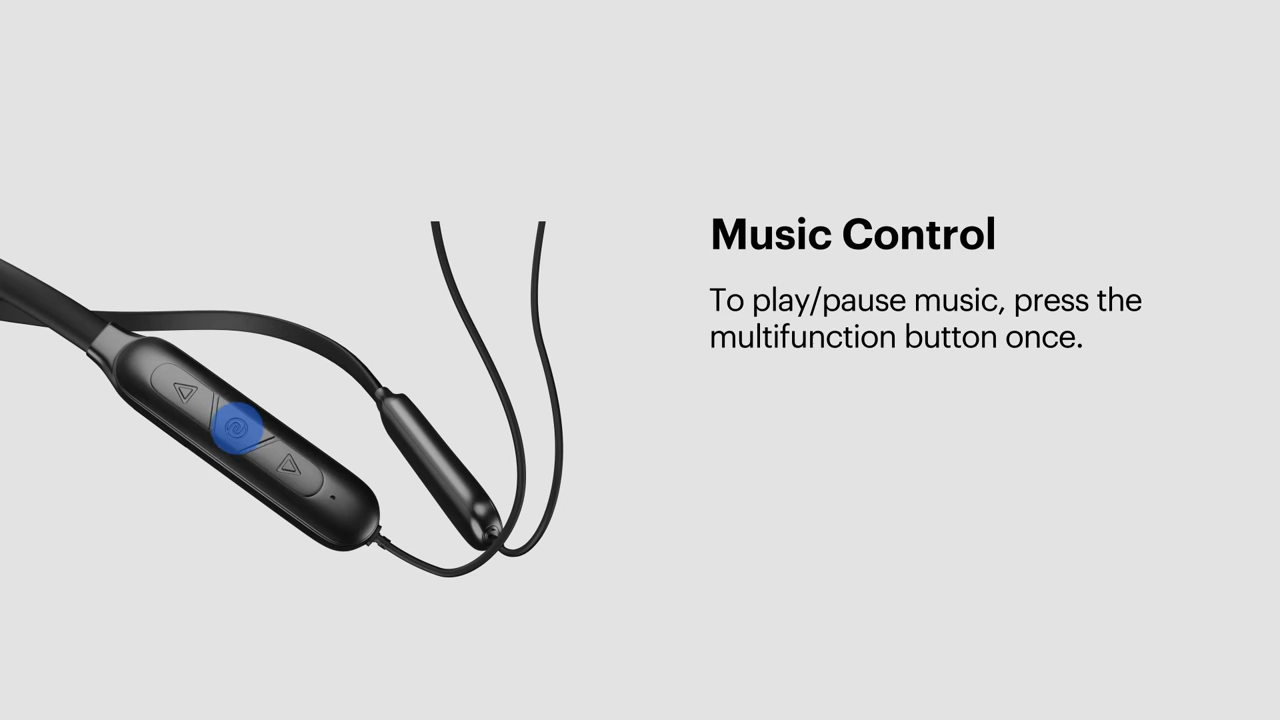 Music Control
To play/pause music, press the
multifunction button once.